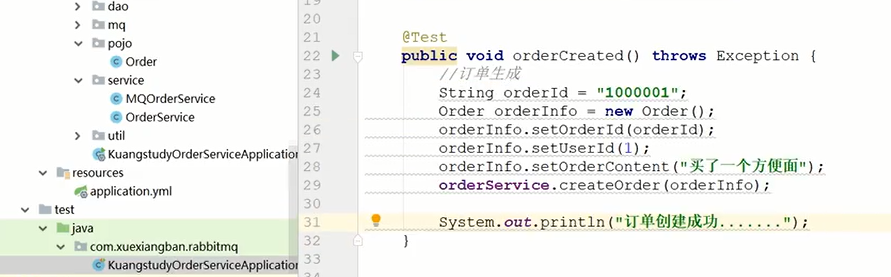 dao
mq
pojo
Order
service
MQOrderService
OrderService
util
KuangstudyOrderServiceApplication
resources
application.yml
test
java
com.xuexiangban.rabbitmq
KuangstudyOrderServiceApplication
19
20
21 @Test
22 public void orderCreated() throws Exception {
23 //订单生成
24 String orderId = "1000001";
25 Order orderInfo = new Order();
26 orderInfo.setOrderId(orderId);
27 orderInfo.setUserId(1);
28 orderInfo.setOrderContent("买了一个方便面");
29 orderService.createOrder(orderInfo);
30
31 System.out.println("订单创建成功.......");
32 }
33